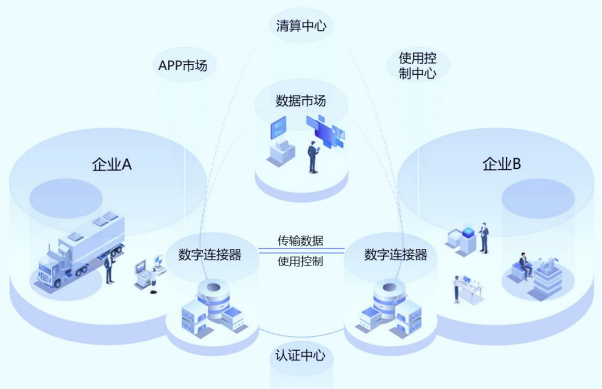 清算中心
APP市场
使用控
制中心
数据市场
企业A
企业B
数字连接器
传输数据
使用控制
数字连接器
认证中心